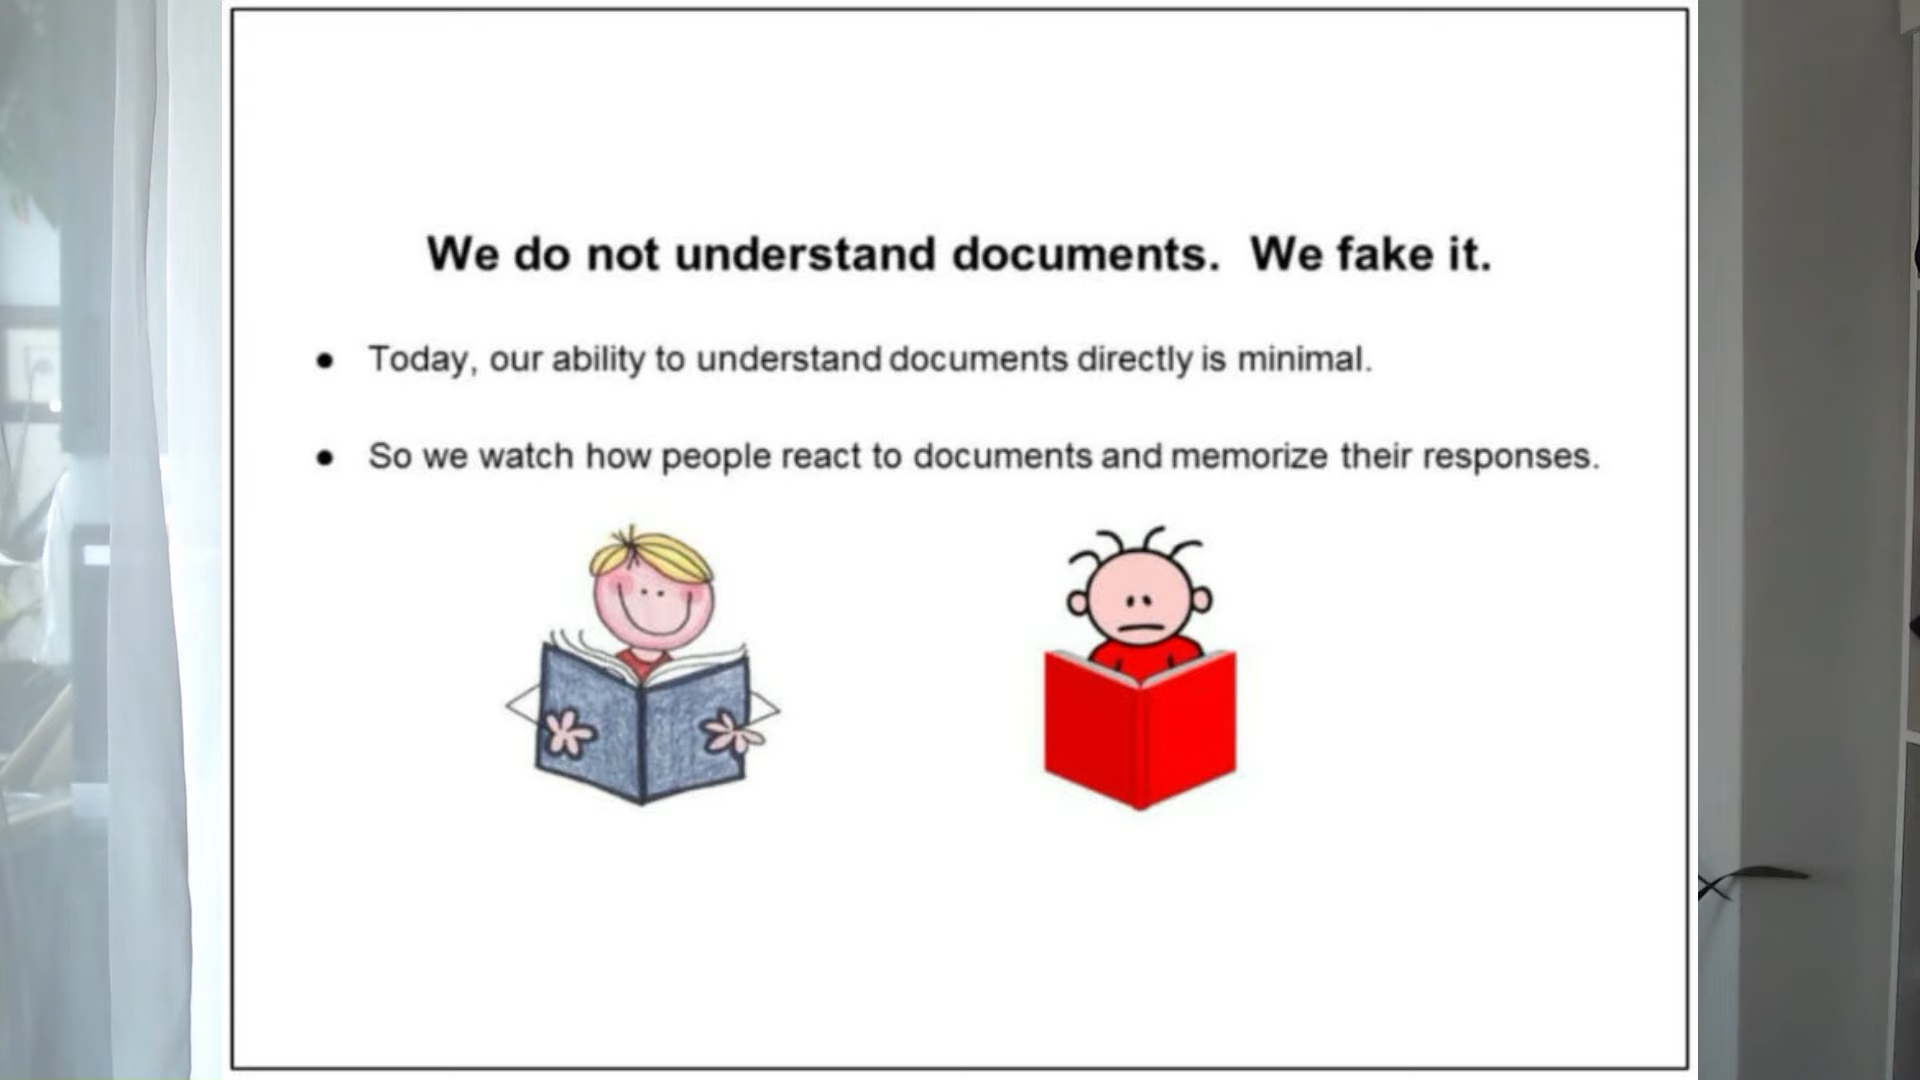 We do not understand documents.  We fake it.
● Today, our ability to understand documents directly is minimal.
● So we watch how people react to documents and memorize their responses.